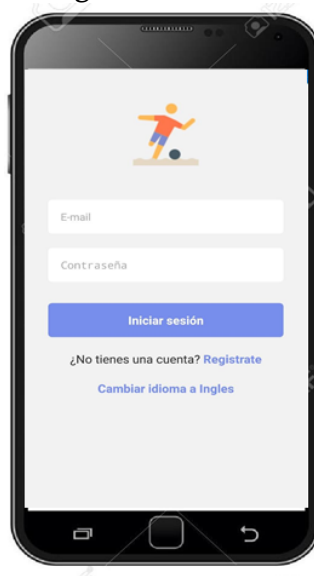 E-mail
Contraseña
Iniciar sesión
¿No tienes una cuenta? Registrate
Cambiar idioma a Ingles